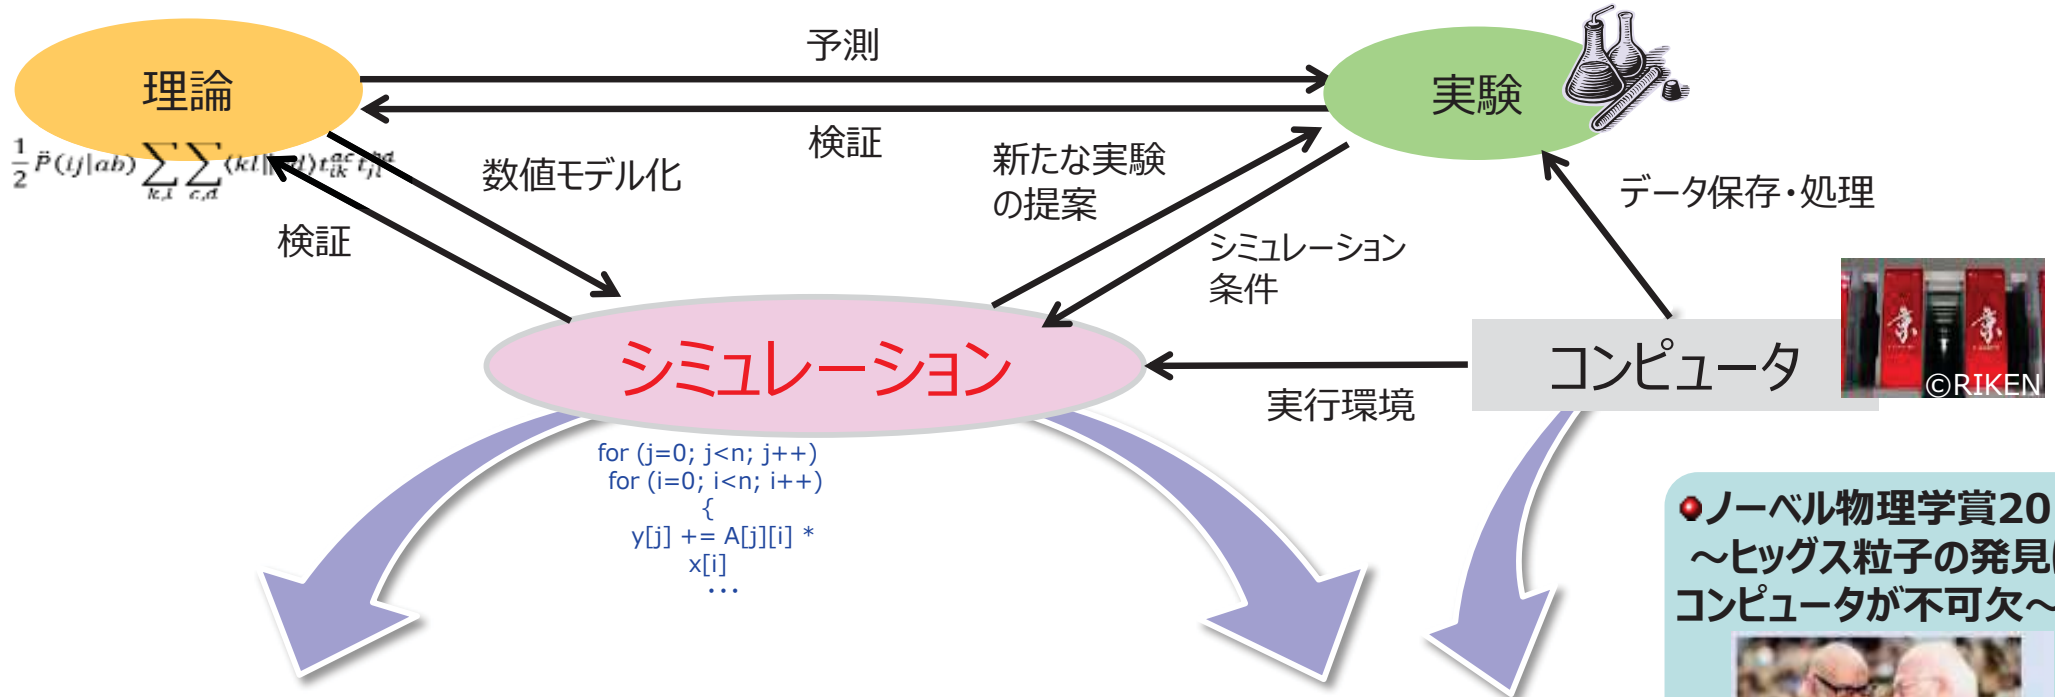 予測
理論
実験
検証
数値モデル化
新たな実験
の提案
データ保存・処理
検証
シミュレーション
条件
シミュレーション
コンピュータ
京
京
©RIKEN
実行環境
for (j=0; j<n; j++)
for (i=0; i<n; i++)
{
y[j] += A[j][i] *
x[i]
...
ノーベル物理学賞20
～ヒッグス粒子の発見
コンピュータが不可欠～